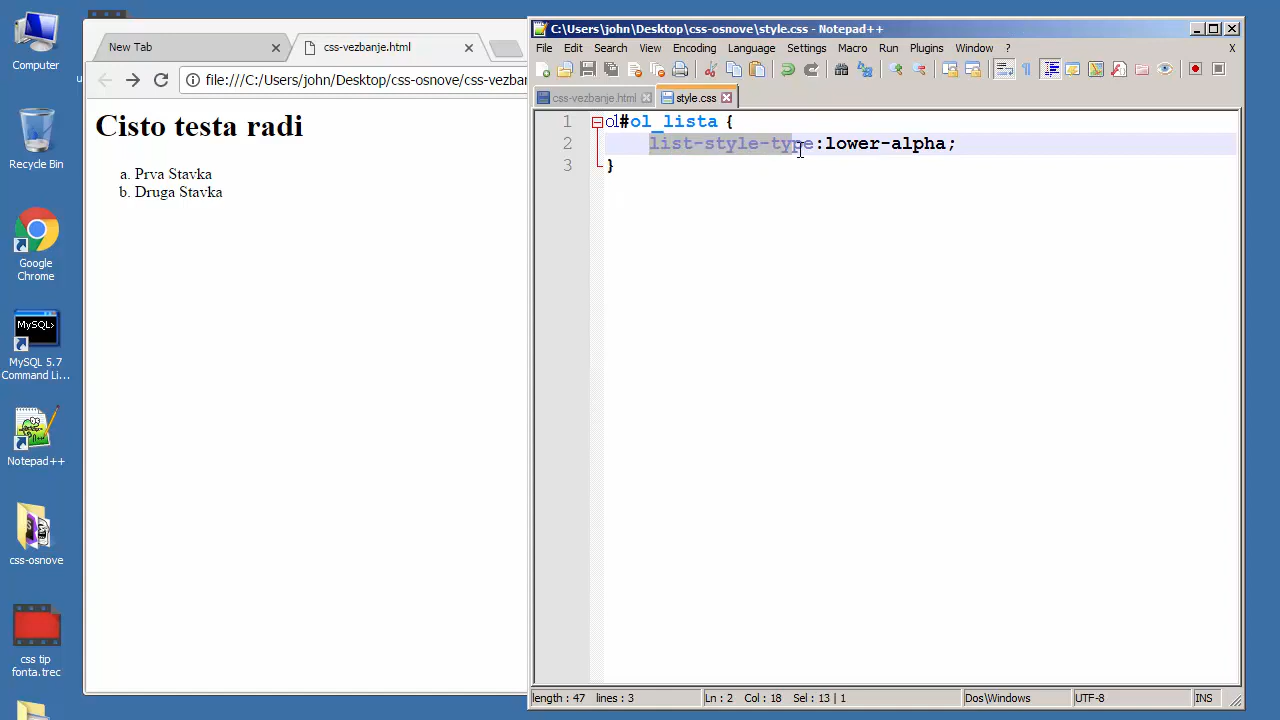 Computer
Recycle Bin
Google
Chrome
MySQL>
MySQL 5.7
Command Li...
Notepad++
css-osnove
css tip
fonta.trec
New Tab
css-vezbanje.html
file:///C:/Users/john/Desktop/css-osnove/css-vezban
Cisto testa radi
a. Prva Stavka
b. Druga Stavka
C:\Users\john\Desktop\css-osnove\style.css - Notepad++
File Edit Search View Encoding Language Settings Macro Run Plugins Window ? X
css-vezbanje.html style.css
1 ol#ol_lista {
2 list-style-type:lower-alpha;
3 }
length : 47 lines : 3 Ln : 2 Col : 18 Sel : 13 | 1 Dos\Windows UTF-8 INS